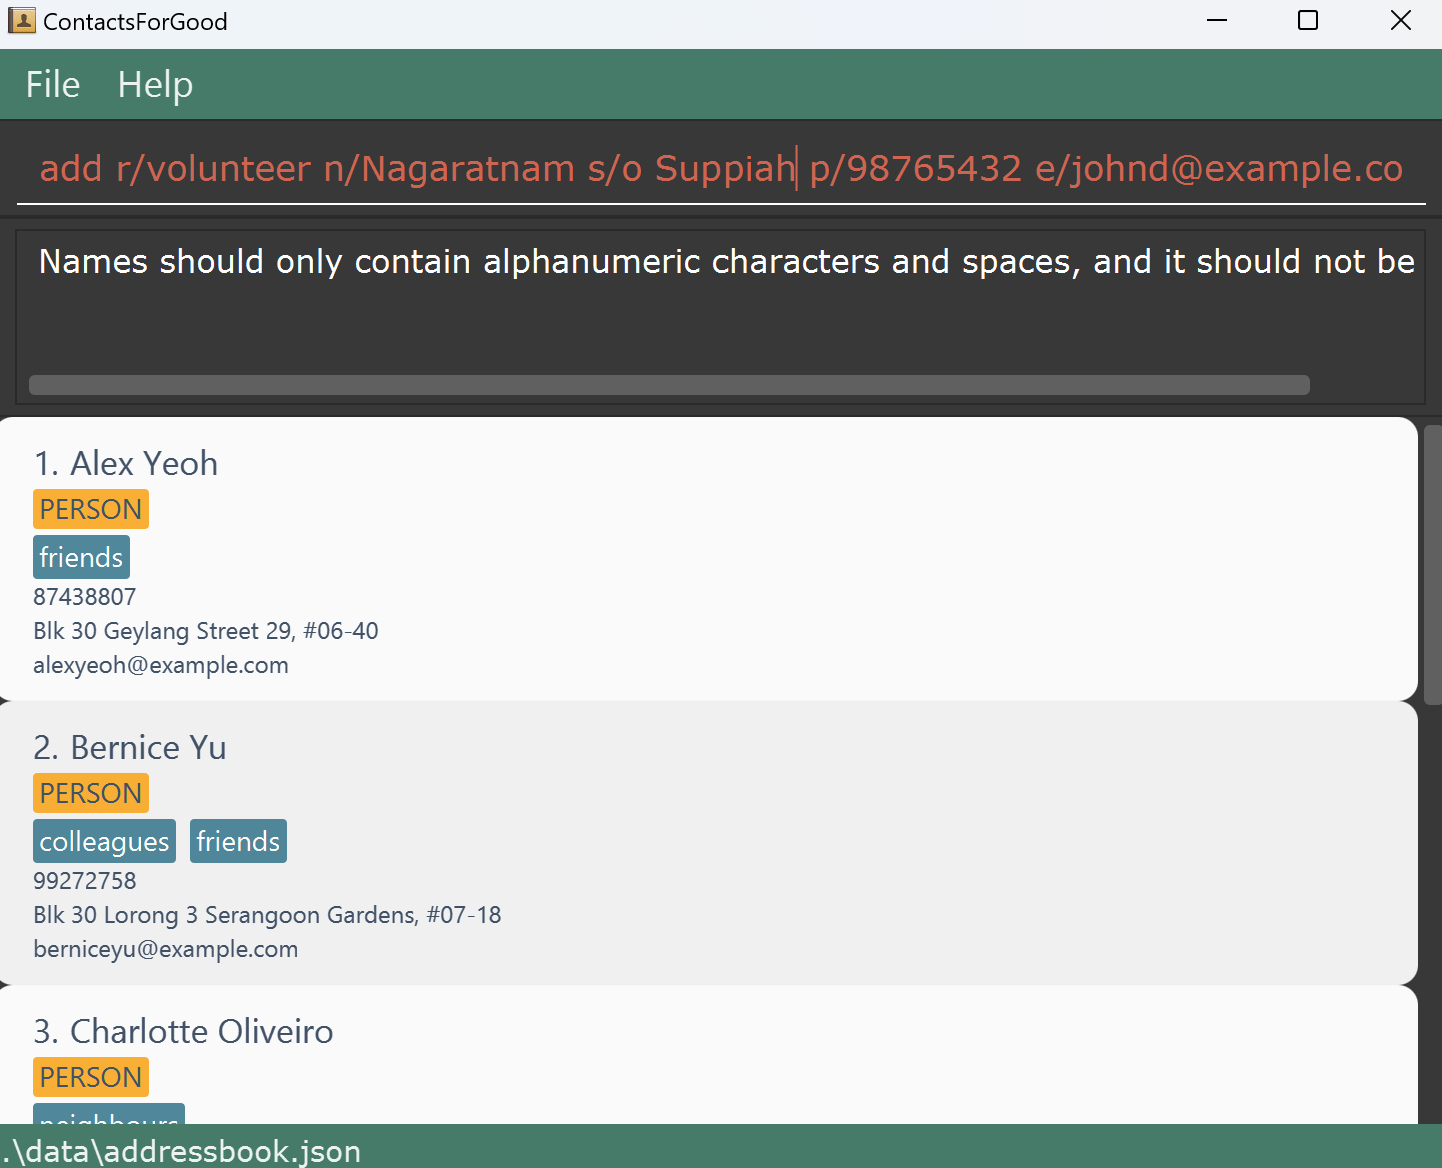 ContactsForGood
File Help
add r/volunteer n/Nagaratnam s/o Suppiah p/98765432 e/johnd@example.co
Names should only contain alphanumeric characters and spaces, and it should not be
1. Alex Yeoh
PERSON
friends
87438807
Blk 30 Geylang Street 29, #06-40
alexyeoh@example.com
2. Bernice Yu
PERSON
colleagues friends
99272758
Blk 30 Lorong 3 Serangoon Gardens, #07-18
berniceyu@example.com
3. Charlotte Oliveiro
PERSON
neighbours
.\data\addressbook.json